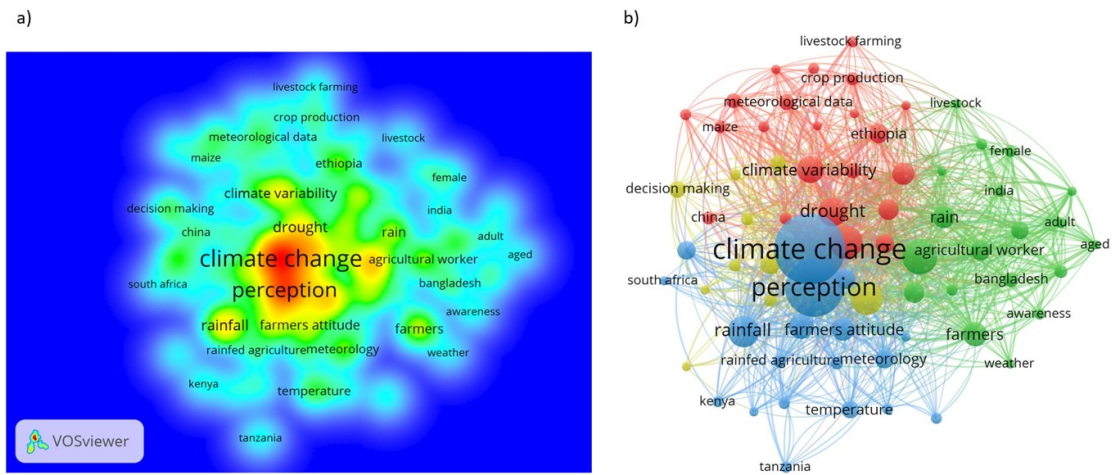 a)
livestock farming
crop production
meteorological data
livestock
maize
ethiopia
female
climate variability
decision making
india
drought
china
rain
adult
climate change
agricultural worker
aged
south africa
bangladesh
perception
awareness
rainfall
farmers attitude
farmers
rainfed agriculture
meteorology
weather
kenya
temperature
tanzania
VOSviewer
b)
livestock farming
crop production
meteorological data
livestock
maize
ethiopia
female
climate variability
decision making
india
drought
china
rain
adult
climate change
agricultural worker
aged
south africa
bangladesh
perception
awareness
rainfall
farmers attitude
farmers
rainfed agriculture
meteorology
weather
kenya
temperature
tanzania